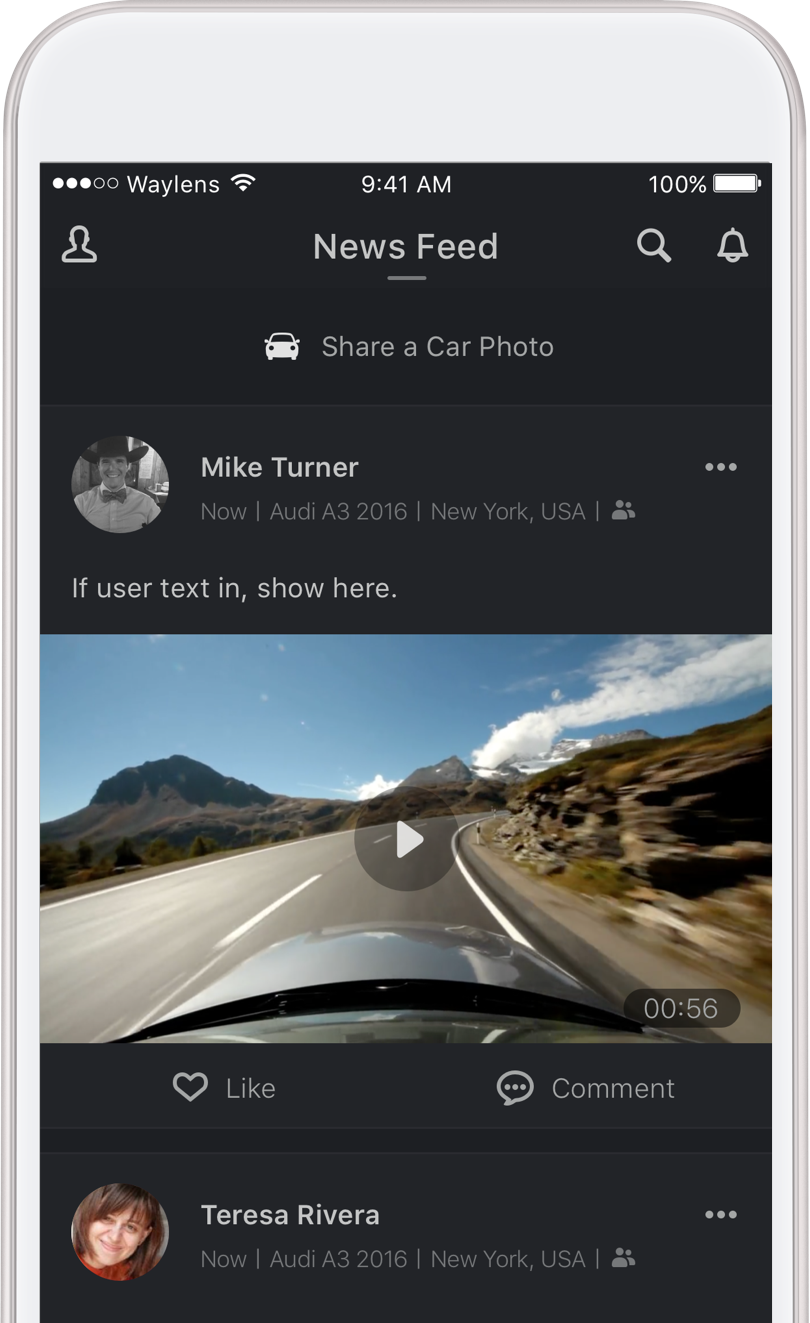 Waylens 9:41 AM 100%
News Feed
Share a Car Photo
Mike Turner
Now | Audi A3 2016 | New York, USA |
If user text in, show here.
00:56
Like Comment
Teresa Rivera
Now | Audi A3 2016 | New York, USA |